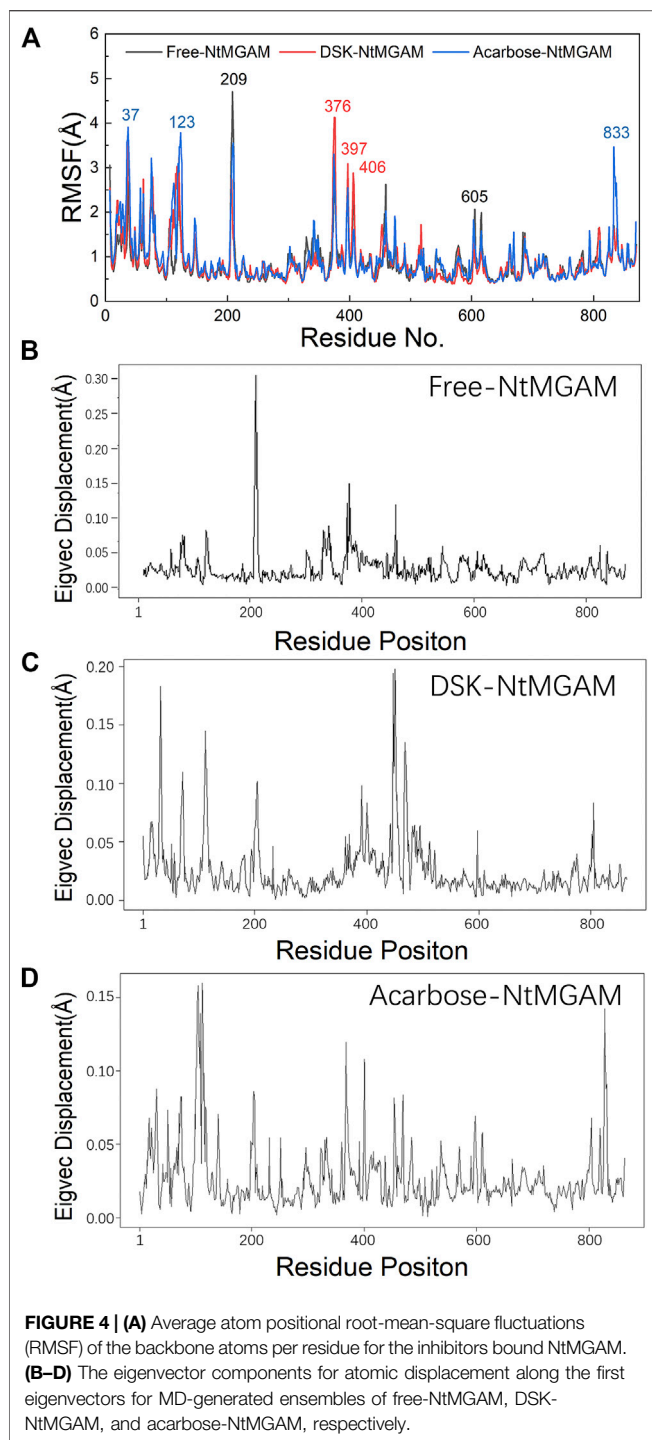 A
Free-NtMGAM DSK-NtMGAM Acarbose-NtMGAM
6
5
4
3
2
1
0
RMSF(Å)
37
123
209
376
397
406
605
833
0 200 400 600 800
Residue No.
B
Free-NtMGAM
0.30
0.25
0.20
0.15
0.10
0.05
0.00
Eigvec Displacement(Å)
1 200 400 600 800
Residue Positon
C
DSK-NtMGAM
0.20
0.15
0.10
0.05
0.00
Eigvec Displacement(Å)
1 200 400 600 800
Residue Positon
D
Acarbose-NtMGAM
0.15
0.10
0.05
0.00
Eigvec Displacement(Å)
1 200 400 600 800
Residue Positon
FIGURE 4 | (A) Average atom positional root-mean-square fluctuations
(RMSF) of the backbone atoms per residue for the inhibitors bound NtMGAM.
(B–D) The eigenvector components for atomic displacement along the first
eigenvectors for MD-generated ensembles of free-NtMGAM, DSK-
NtMGAM, and acarbose-NtMGAM, respectively.